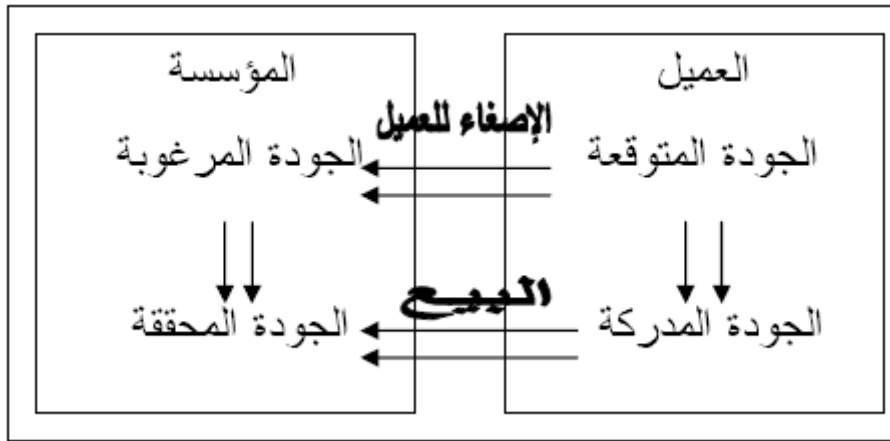 العميل
المؤسسة
الإصغاء للعميل
الجودة المتوقعة
الجودة المرغوبة
البيع
الجودة المدركة
الجودة المحققة